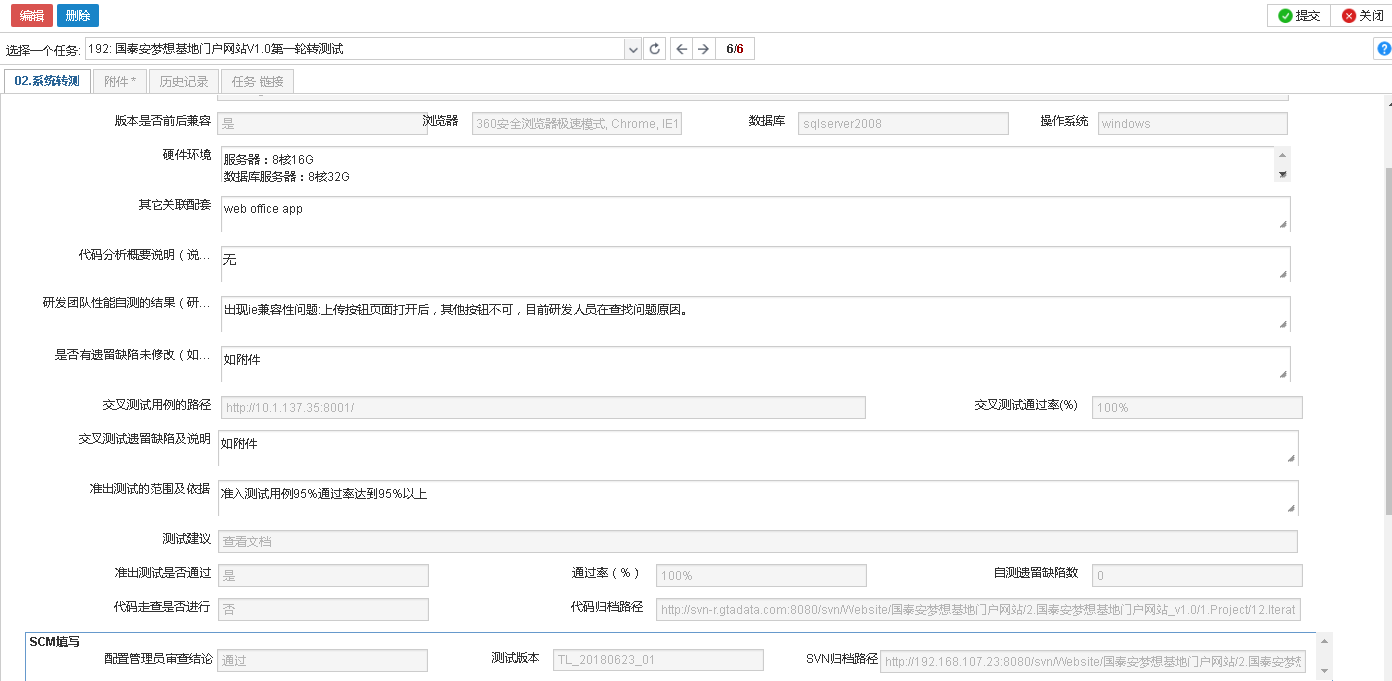 编辑 删除 提交 关闭
选择一个任务: 192: 国泰安梦想基地门户网站V1.0第一轮转测试 6/6
02.系统转测 附件* 历史记录 任务 链接
版本是否前后兼容 是 浏览器 360安全浏览器极速模式, Chrome, IE1 数据库 sqlserver2008 操作系统 windows
硬件环境 服务器：8核16G
数据库服务器：8核32G
其它关联配套 web office app
代码分析概要说明（说... 无
研发团队性能自测的结果（研... 出现ie兼容性问题:上传按钮页面打开后，其他按钮不可，目前研发人员在查找问题原因。
是否有遗留缺陷未修改（如... 如附件
交叉测试用例的路径 http://10.1.137.35:8001/ 交叉测试通过率(%) 100%
交叉测试遗留缺陷及说明 如附件
准出测试的范围及依据 准入测试用例95%通过率达到95%以上
测试建议 查看文档
准出测试是否通过 是 通过率（%） 100% 自测遗留缺陷数 0
代码走查是否进行 否 代码归档路径 http://svn-r.gtadata.com:8080/svn/Website/国泰安梦想基地门户网站/2.国泰安梦想基地门户网站_v1.0/1.Project/12.Iterat
SCM填写
配置管理员审查结论 通过 测试版本 TL_20180623_01 SVN归档路径 http://192.168.107.23:8080/svn/Website/国泰安梦想基地门户网站/2.国泰安梦